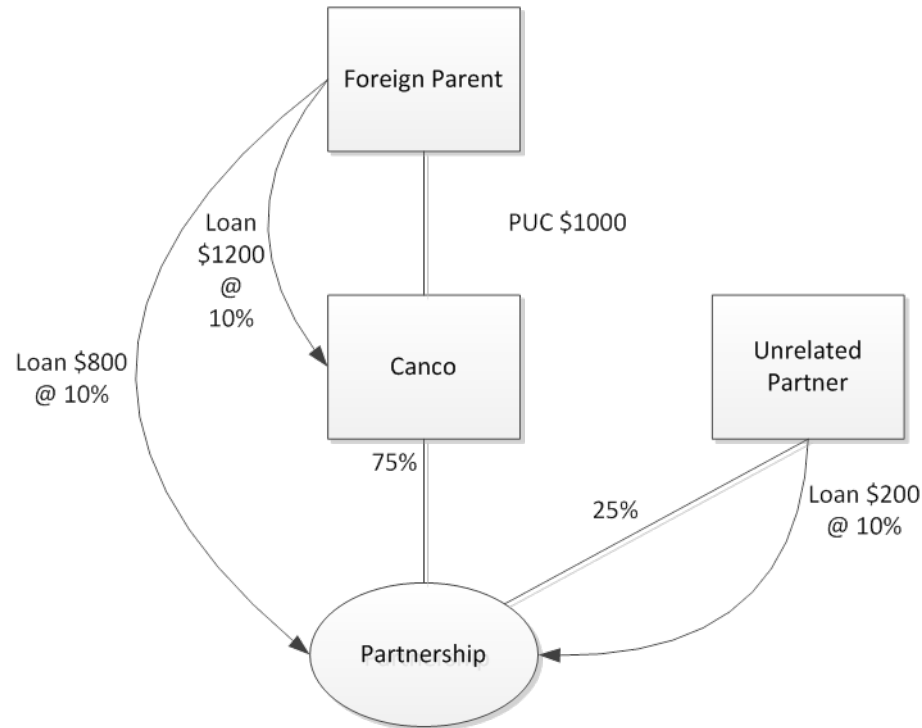 Foreign Parent
Loan
$1200
@
10%
PUC $1000
Loan $800
@ 10%
Canco
Unrelated
Partner
75%
25%
Loan $200
@ 10%
Partnership